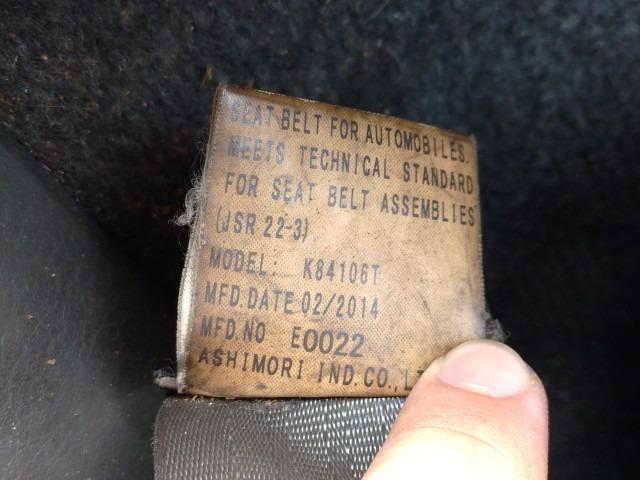 SEAT BELT FOR AUTOMOBILES.
MEETS TECHNICAL STANDARD
FOR SEAT BELT ASSEMBLIES
(JSR 22-3)
MODEL: K84106T
MFD.DATE 02/2014
MFD.NO E0022
ASHIMORI IND.CO.,